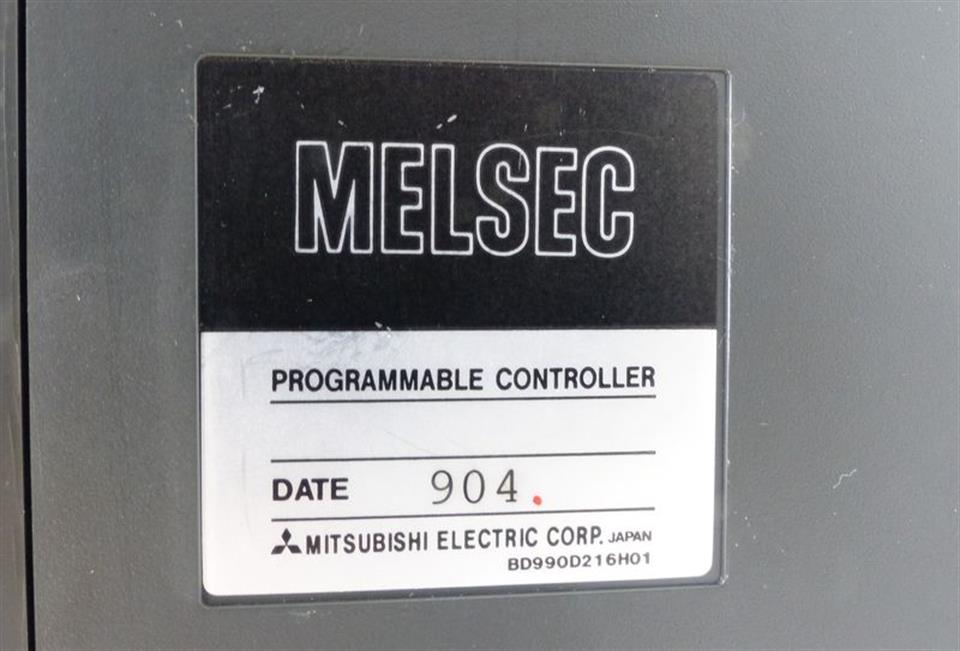 MELSEC
PROGRAMMABLE CONTROLLER
DATE 904.
MITSUBISHI ELECTRIC CORP. JAPAN
BD990D216H01